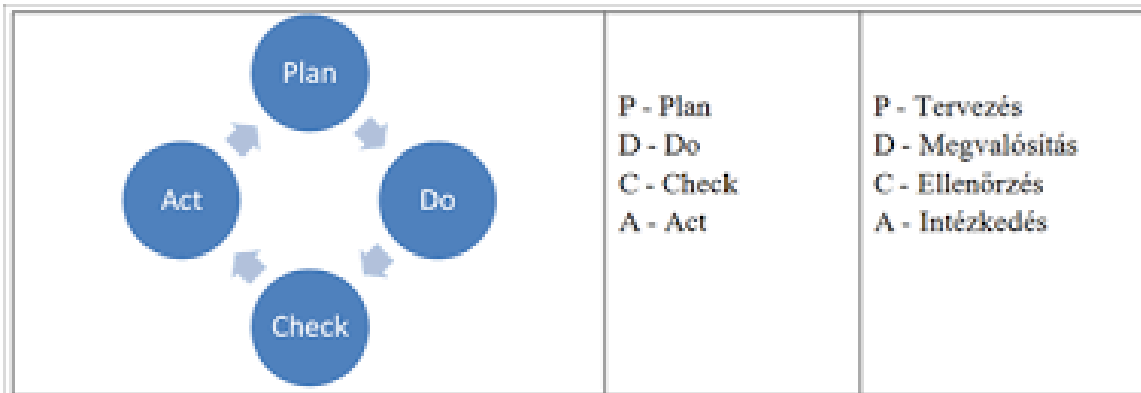 Plan
Do
Check
Act
P - Plan
D - Do
C - Check
A - Act
P - Tervezés
D - Megvalósítás
C - Ellenőrzés
A - Intézkedés